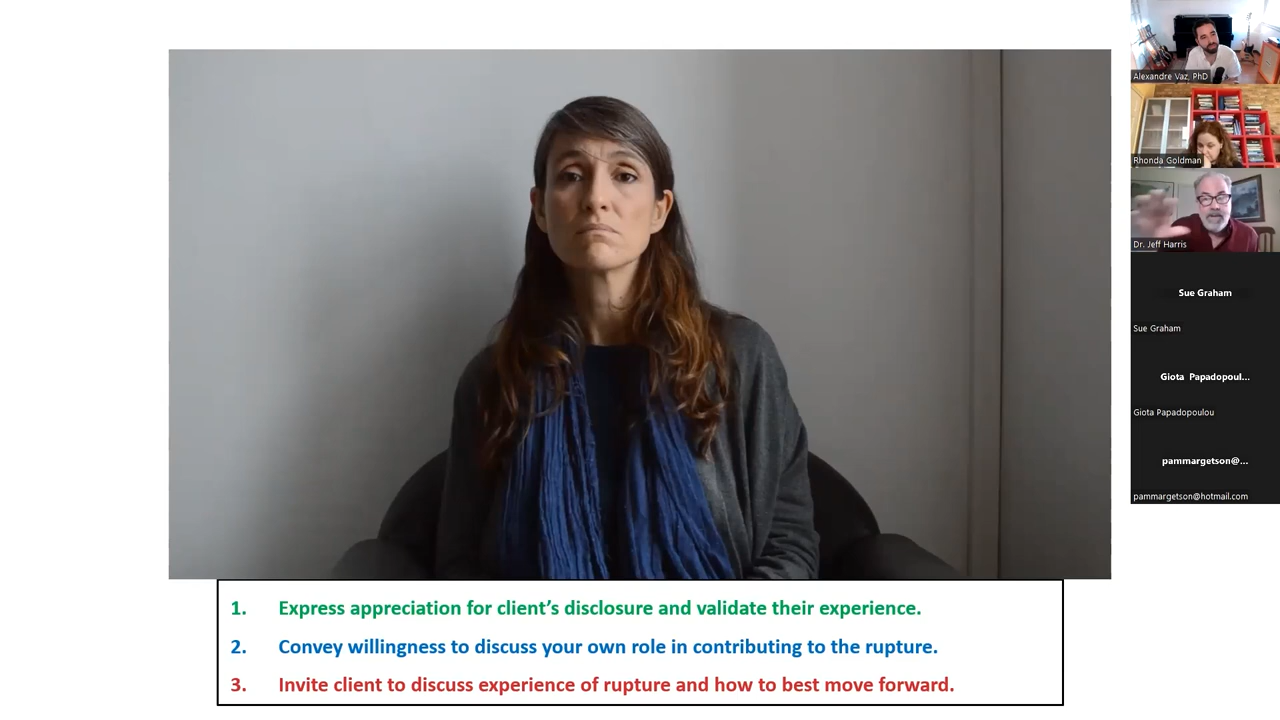 Alexandre Vaz, PhD
Rhonda Goldman
Dr. Jeff Harris
Sue Graham
Sue Graham
Giota Papadopoul...
Giota Papadopoulou
pammargetson@...
pammargetson@hotmail.com
1. Express appreciation for client’s disclosure and validate their experience.
2. Convey willingness to discuss your own role in contributing to the rupture.
3. Invite client to discuss experience of rupture and how to best move forward.